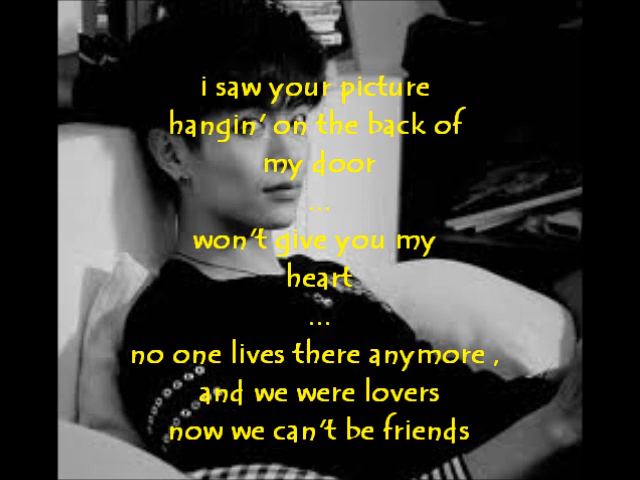 i saw your picture
hangin' on the back of
my door
...
won't give you my
heart
...
no one lives there anymore ,
and we were lovers
now we can't be friends